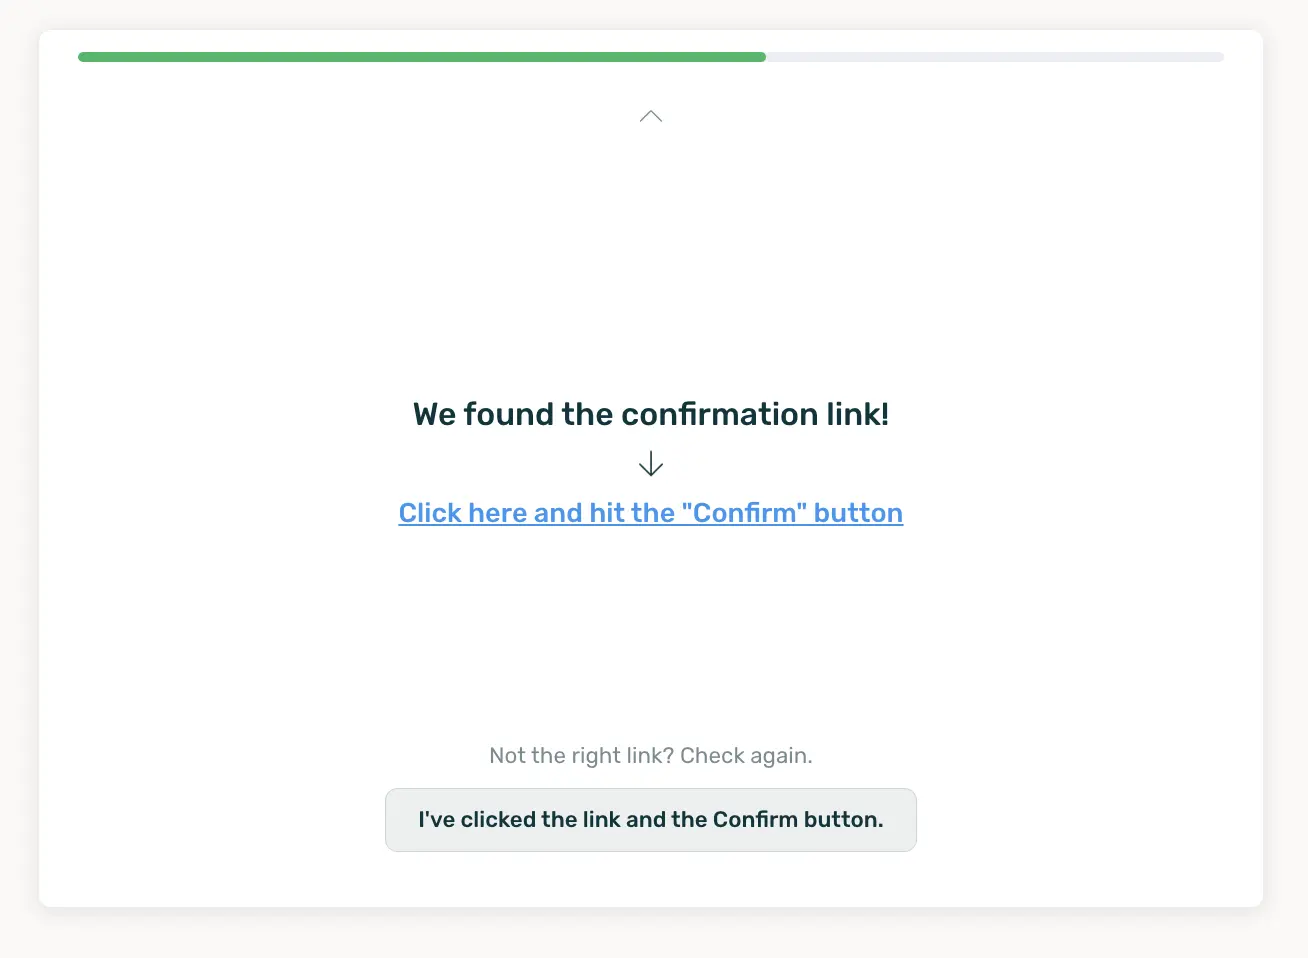 We found the confirmation link!
Click here and hit the "Confirm" button
Not the right link? Check again.
I've clicked the link and the Confirm button.